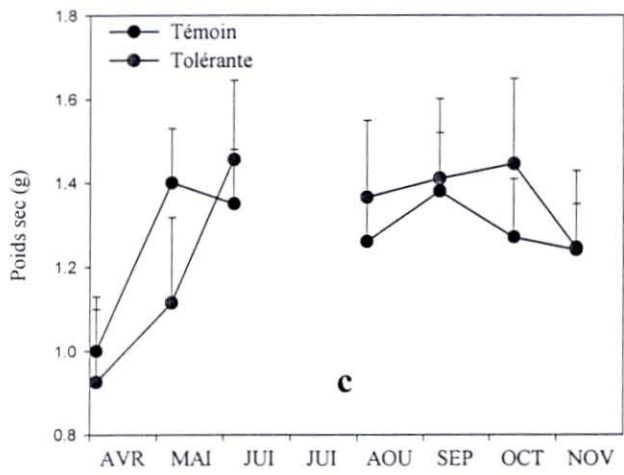 1.8
Témoin
Tolérante
1.6
1.4
1.2
1.0
0.8
Poids sec (g)
c
AVR MAI JUI JUI AOU SEP OCT NOV